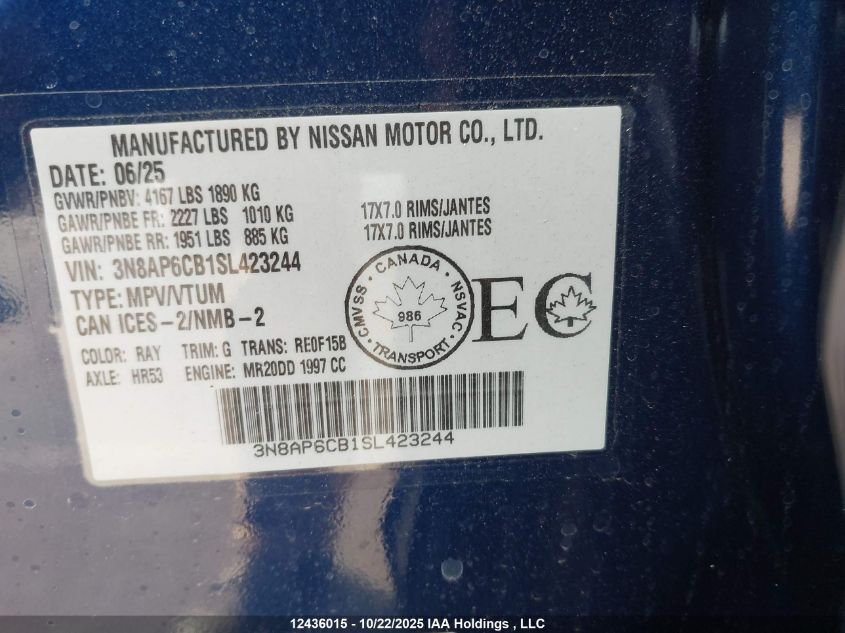 MANUFACTURED BY NISSAN MOTOR CO., LTD.
DATE: 06/25
GVWR/PNBV: 4167 LBS 1890 KG
GAWR/PNBE FR: 2227 LBS 1010 KG 17X7.0 RIMS/JANTES
GAWR/PNBE RR: 1951 LBS 885 KG 17X7.0 RIMS/JANTES
VIN: 3N8AP6CB1SL423244
TYPE: MPV/VTUM
CAN ICES-2/NMB-2
CANADA
CMVSS
NSVAC
986
TRANSPORT
EC
COLOR: RAY TRIM: G TRANS: RE0F15B
AXLE: HR53 ENGINE: MR20DD 1997 CC
3N8AP6CB1SL423244
12436015 - 10/22/2025 IAA Holdings , LLC